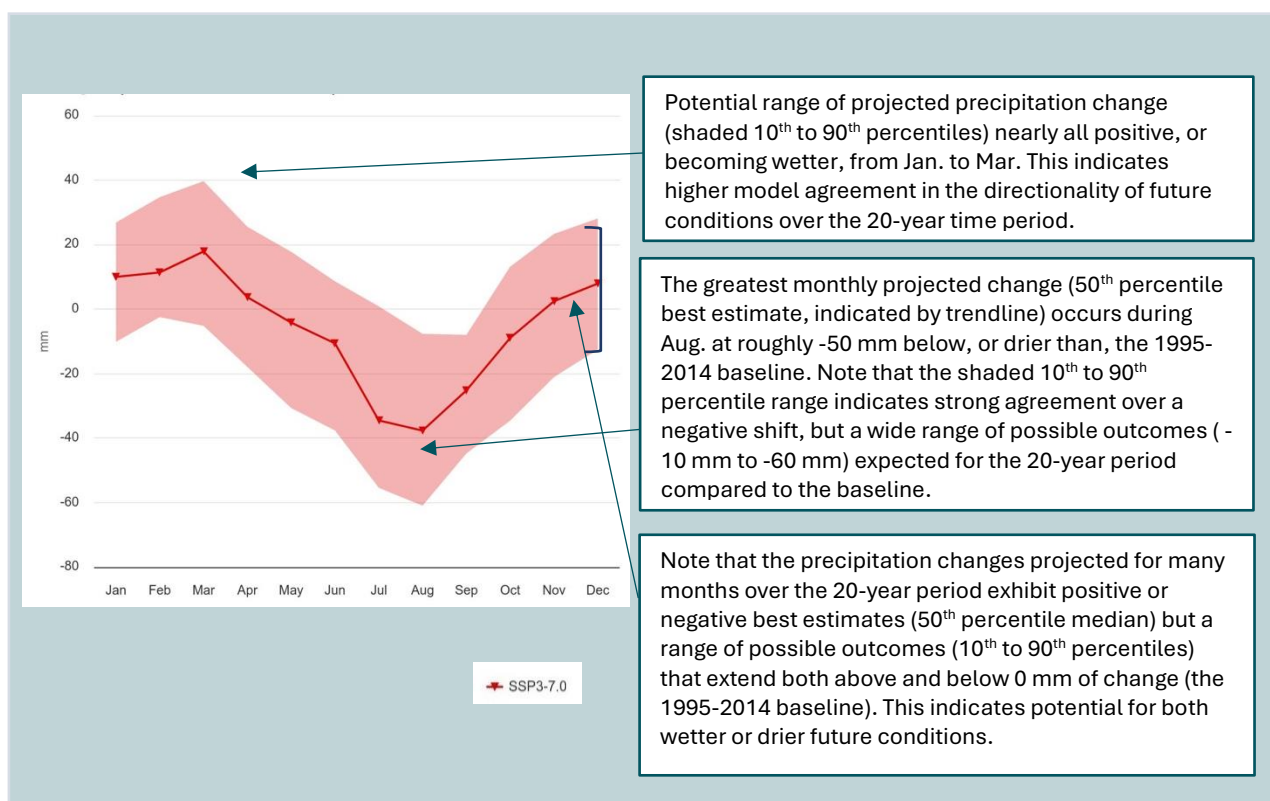 60
40
20
0
-20
-40
-60
-80
mm
Jan Feb Mar Apr May Jun Jul Aug Sep Oct Nov Dec
SSP3-7.0
Potential range of projected precipitation change
(shaded 10th to 90th percentiles) nearly all positive, or
becoming wetter, from Jan. to Mar. This indicates
higher model agreement in the directionality of future
conditions over the 20-year time period.
The greatest monthly projected change (50th percentile
best estimate, indicated by trendline) occurs during
Aug. at roughly -50 mm below, or drier than, the 1995-
2014 baseline. Note that the shaded 10th to 90th
percentile range indicates strong agreement over a
negative shift, but a wide range of possible outcomes ( -
10 mm to -60 mm) expected for the 20-year period
compared to the baseline.
Note that the precipitation changes projected for many
months over the 20-year period exhibit positive or
negative best estimates (50th percentile median) but a
range of possible outcomes (10th to 90th percentiles)
that extend both above and below 0 mm of change (the
1995-2014 baseline). This indicates potential for both
wetter or drier future conditions.